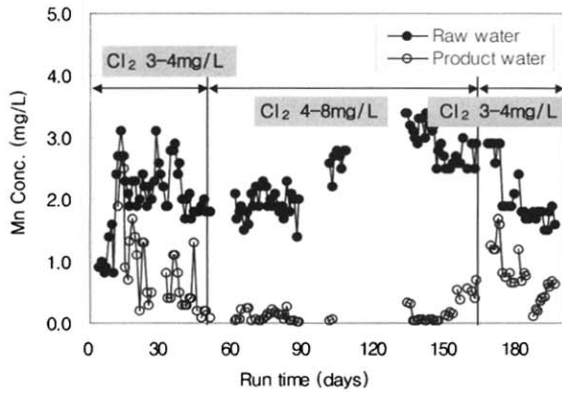 5.0
4.0
3.0
2.0
1.0
0.0
Mn Conc. (mg/L)
Raw water
Product water
Cl₂ 3-4mg/L
Cl₂ 4-8mg/L
Cl₂ 3-4mg/L
0 30 60 90 120 150 180
Run time (days)